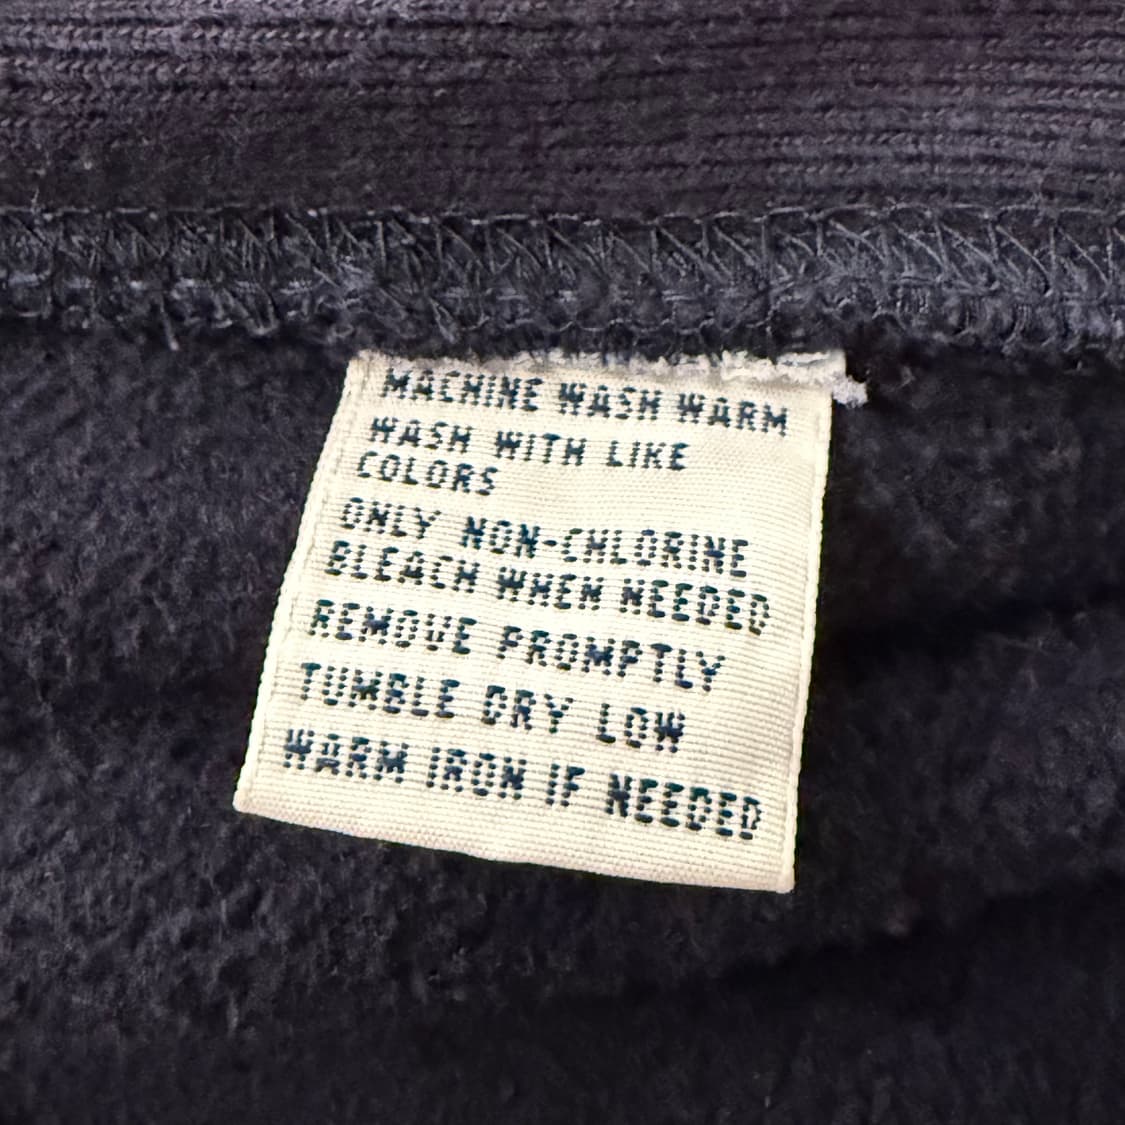 MACHINE WASH WARM
WASH WITH LIKE
COLORS
ONLY NON-CHLORINE
BLEACH WHEN NEEDED
REMOVE PROMPTLY
TUMBLE DRY LOW
WARM IRON IF NEEDED